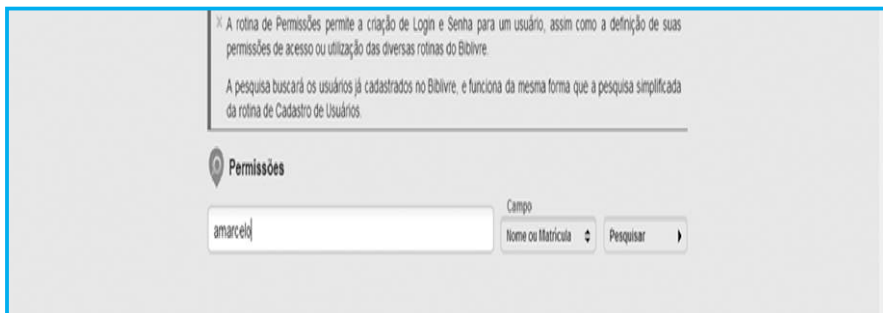 X A rotina de Permissões permite a criação de Login e Senha para um usuário, assim como a definição de suas
permissões de acesso ou utilização das diversas rotinas do Biblivre.
A pesquisa buscará os usuários já cadastrados no Biblivre, e funciona da mesma forma que a pesquisa simplificada
da rotina de Cadastro de Usuários.
Permissões
Campo
amarcelo
Nome ou Matrícula
Pesquisar